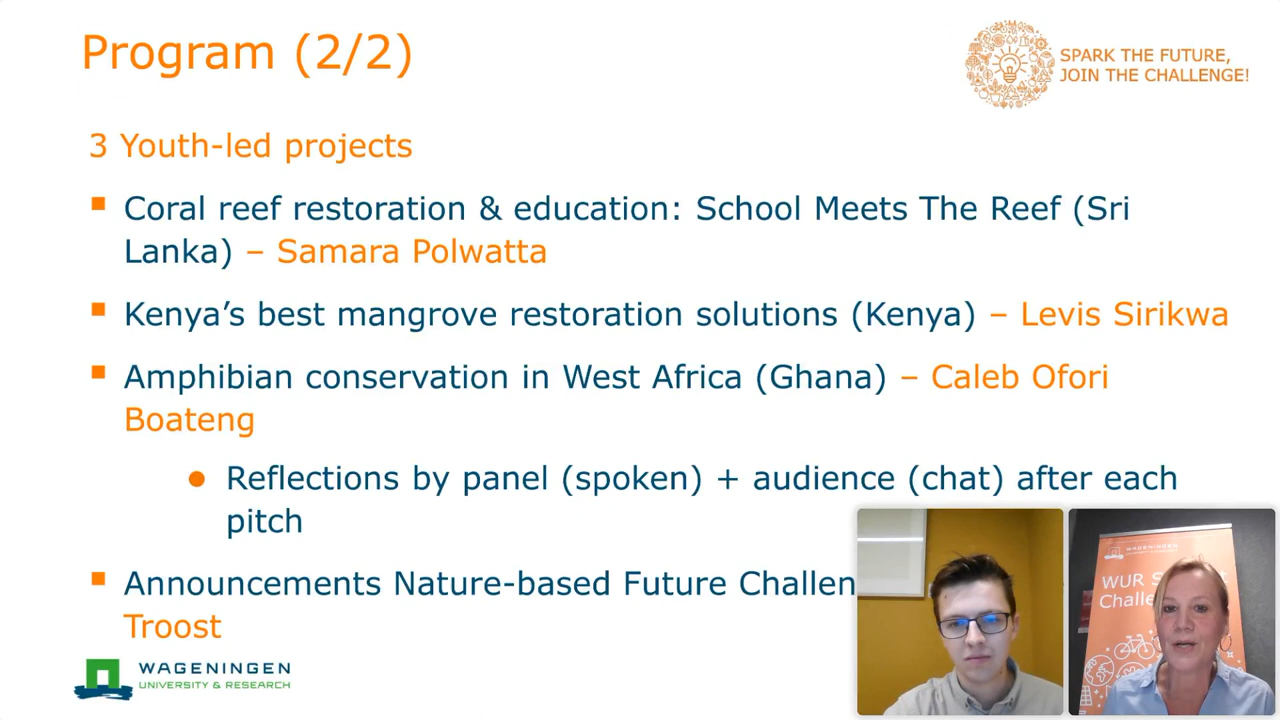 Program (2/2)
SPARK THE FUTURE,
JOIN THE CHALLENGE!
3 Youth-led projects
Coral reef restoration & education: School Meets The Reef (Sri
Lanka) – Samara Polwatta
Kenya’s best mangrove restoration solutions (Kenya) – Levis Sirikwa
Amphibian conservation in West Africa (Ghana) – Caleb Ofori
Boateng
Reflections by panel (spoken) + audience (chat) after each
pitch
Announcements Nature-based Future Challen
Troost
WAGENINGEN
UNIVERSITY & RESEARCH
WAGENINGEN
WUR